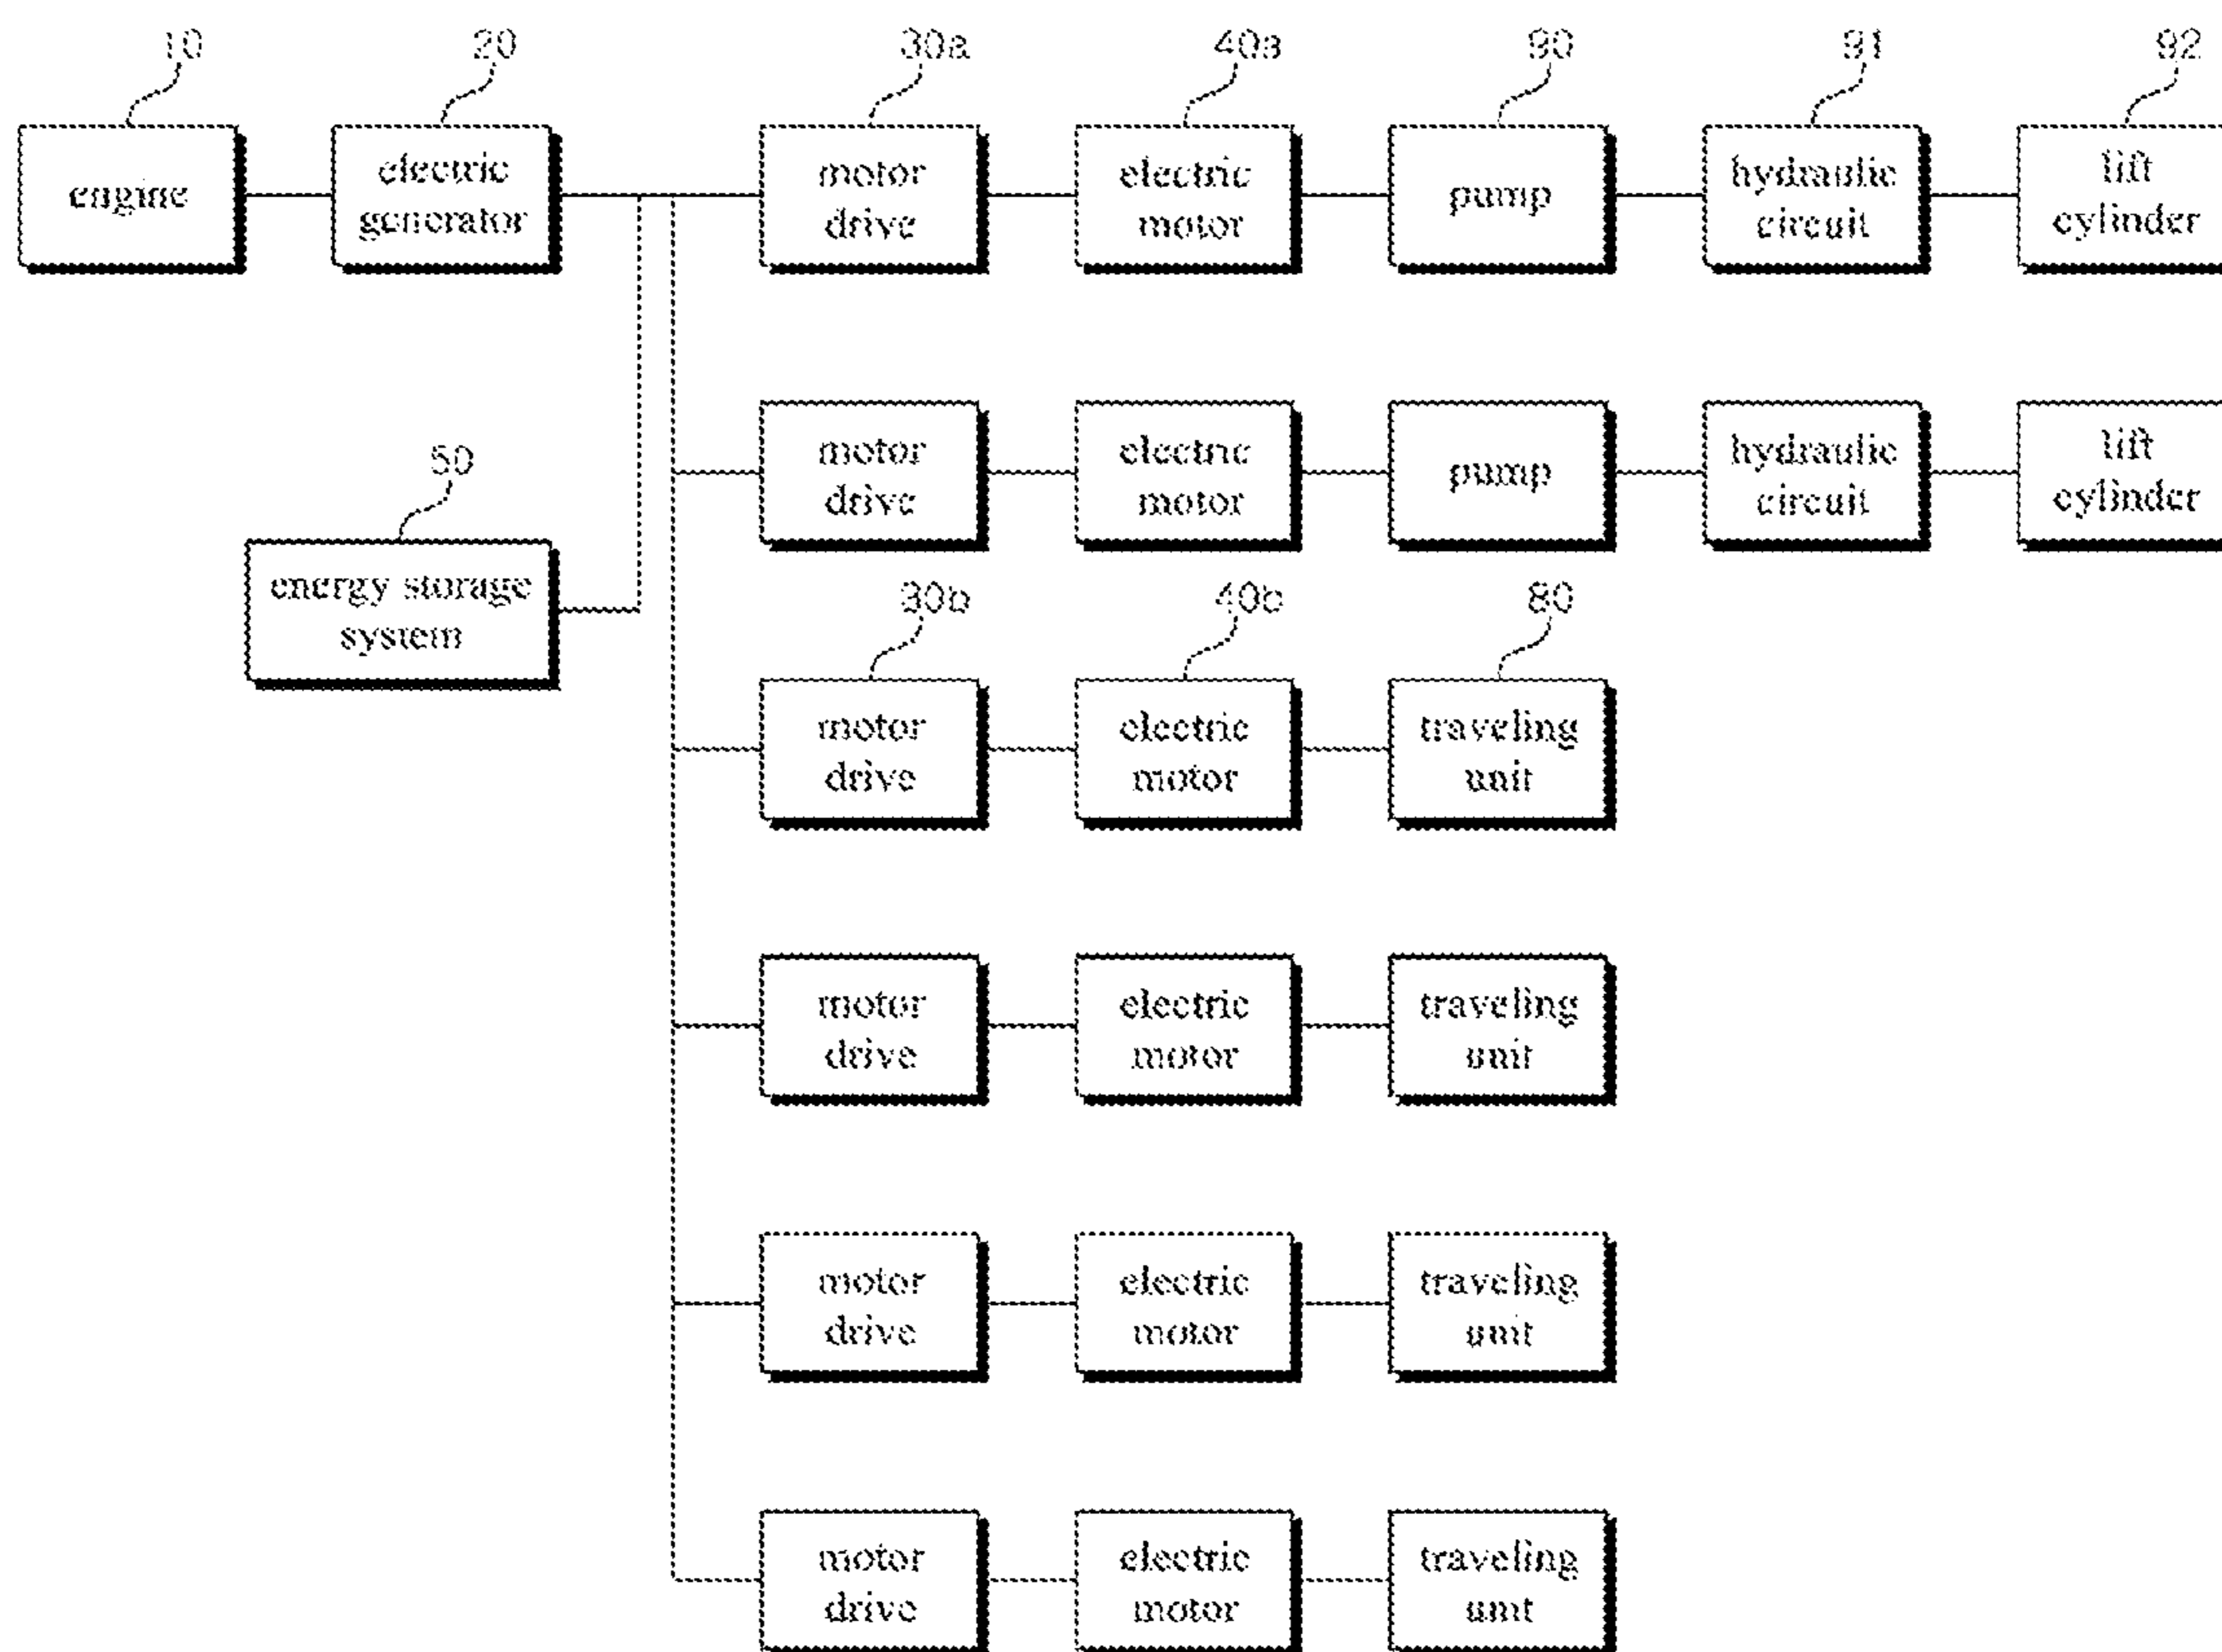 10 20 30a 40a 90 91 92
engine
electric
generator
motor
drive
electric
motor
pump
hydraulic
circuit
lift
cylinder
motor
drive
electric
motor
pump
hydraulic
circuit
lift
cylinder
50
energy storage
system
30b 40b 80
motor
drive
electric
motor
traveling
unit
motor
drive
electric
motor
traveling
unit
motor
drive
electric
motor
traveling
unit
motor
drive
electric
motor
traveling
unit